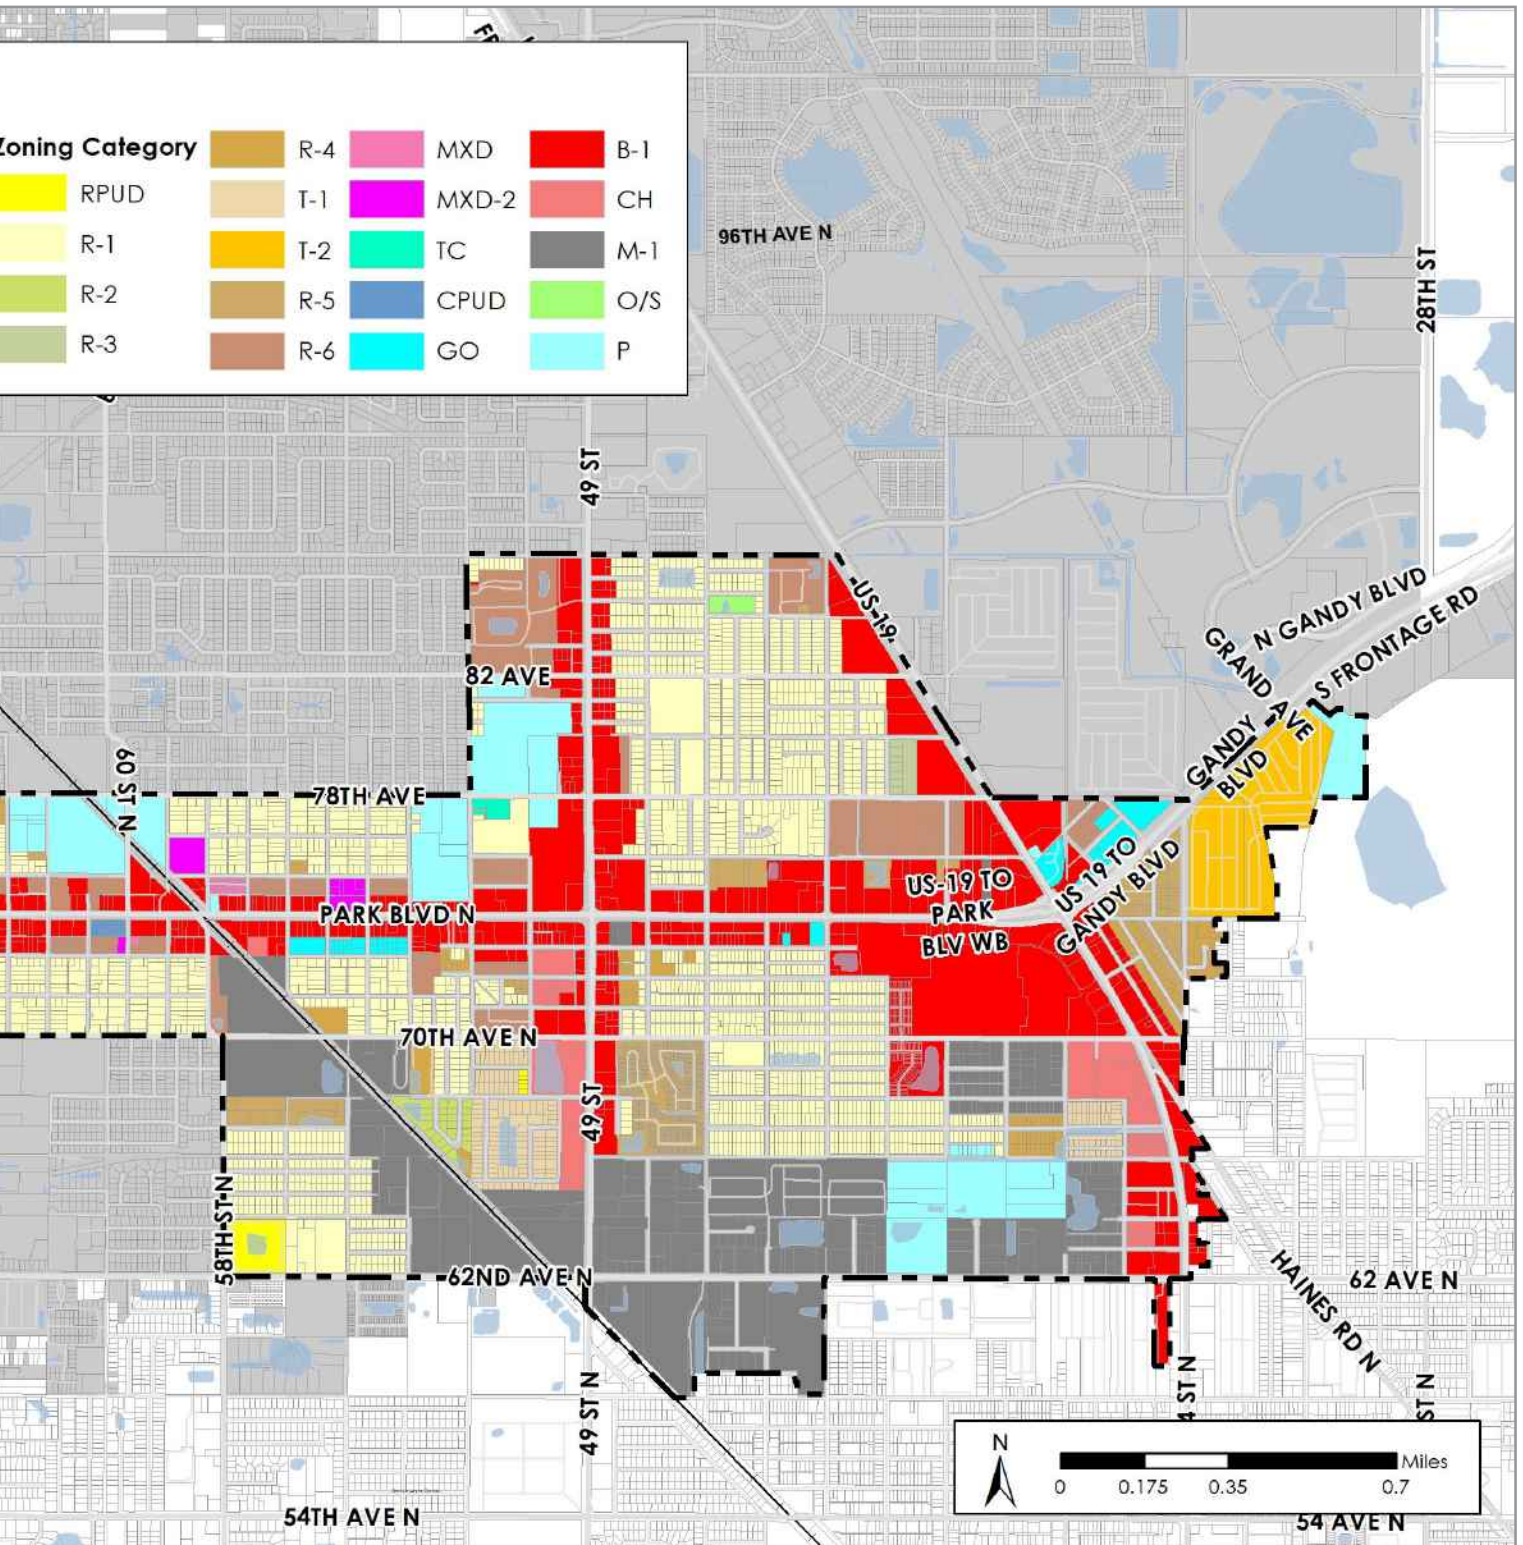 Zoning Category
RPUD
R-1
R-2
R-3
R-4
T-1
T-2
R-5
R-6
MXD
MXD-2
TC
CPUD
GO
B-1
CH
M-1
O/S
P
96TH AVE N
28TH ST
49 ST
US-19
N GANDY BLVD
S FRONTAGE RD
GRAND AVE
GANDY
BLVD
82 AVE
60 ST N
78TH AVE
US 19 TO
GANDY BLVD
US-19 TO
PARK
BLV WB
PARK BLVD N
70TH AVE N
49 ST
58TH ST N
62ND AVE N
62 AVE N
HAINES RD N
4 ST N
ST N
49 ST N
54TH AVE N
54 AVE N
N
Miles
0
0.175
0.35
0.7